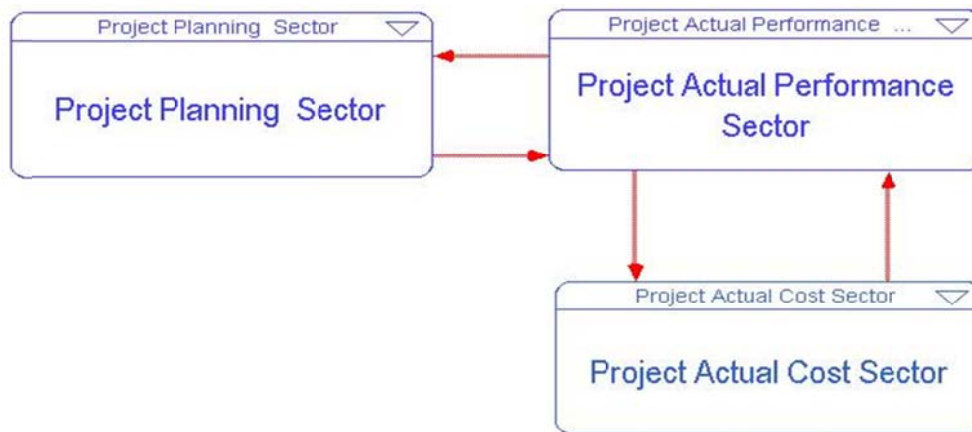 Project Planning  Sector
Project Planning  Sector
Project Actual Performance ...
Project Actual Performance
Sector
Project Actual Cost Sector
Project Actual Cost Sector